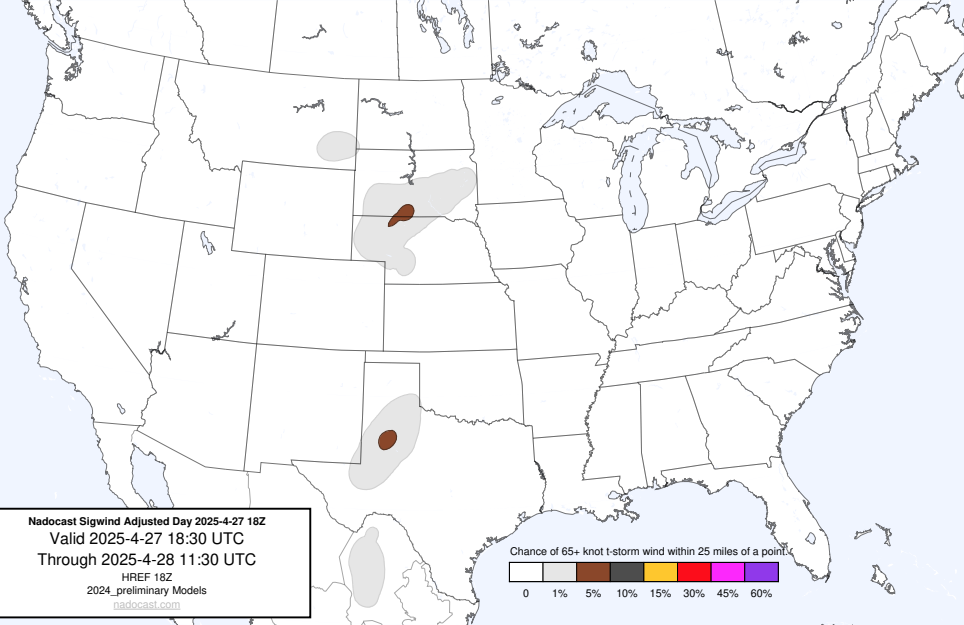 Nadocast Sigwind Adjusted Day 2025-4-27 18Z
Valid 2025-4-27 18:30 UTC
Through 2025-4-28 11:30 UTC
HREF 18Z
2024_preliminary Models
nadocast.com
Chance of 65+ knot t-storm wind within 25 miles of a point.
0 1% 5% 10% 15% 30% 45% 60%